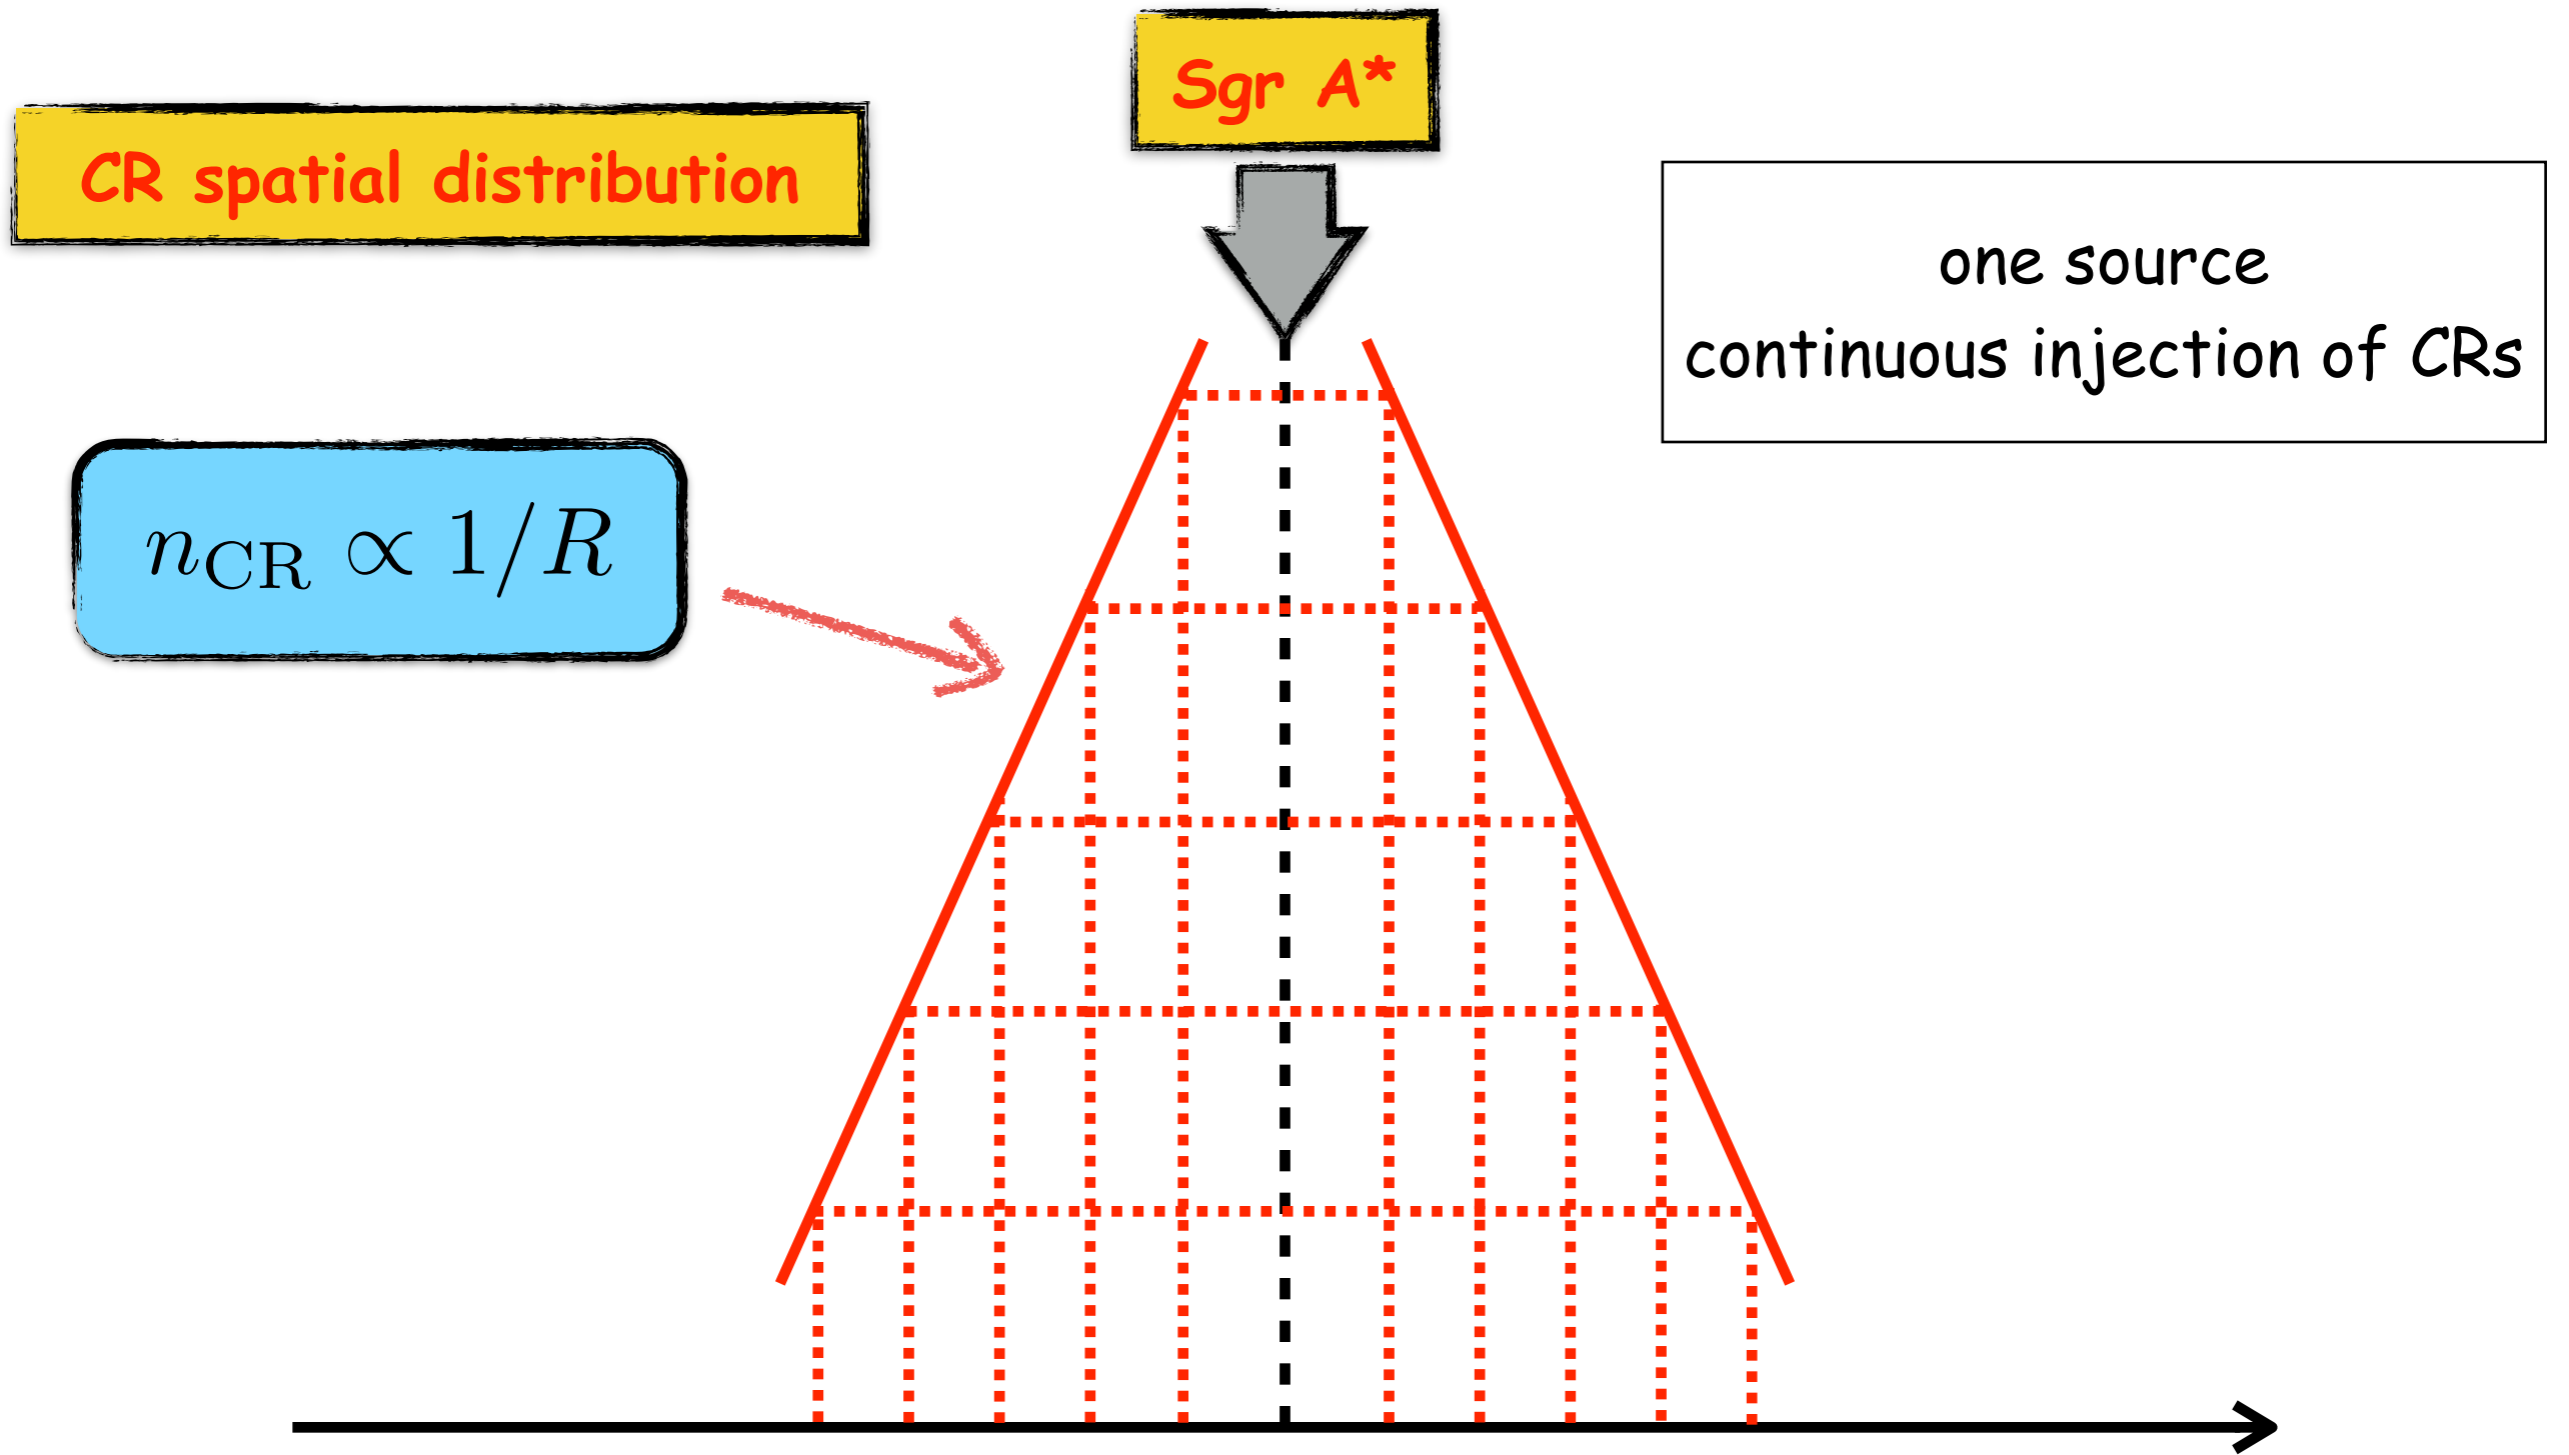 Sgr A*
CR spatial distribution
one source
continuous injection of CRs
n_CR ∝ 1/R